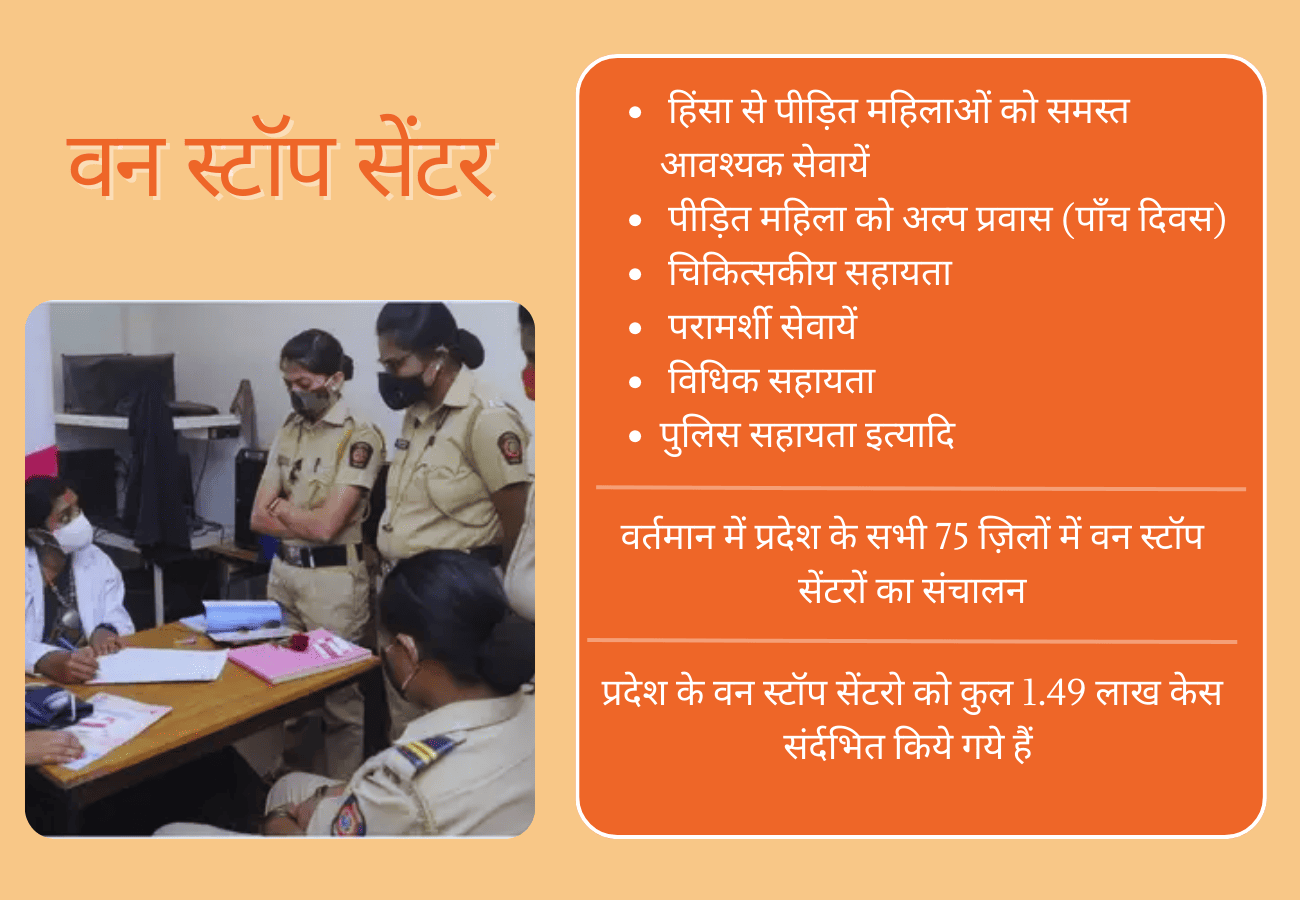 वन स्टॉप सेंटर
• हिंसा से पीड़ित महिलाओं को समस्त
आवश्यक सेवायें
• पीड़ित महिला को अल्प प्रवास (पाँच दिवस)
• चिकित्सकीय सहायता
• परामर्शी सेवायें
• विधिक सहायता
• पुलिस सहायता इत्यादि
वर्तमान में प्रदेश के सभी 75 ज़िलों में वन स्टॉप
सेंटरों का संचालन
प्रदेश के वन स्टॉप सेंटरो को कुल 1.49 लाख केस
संर्दभित किये गये हैं